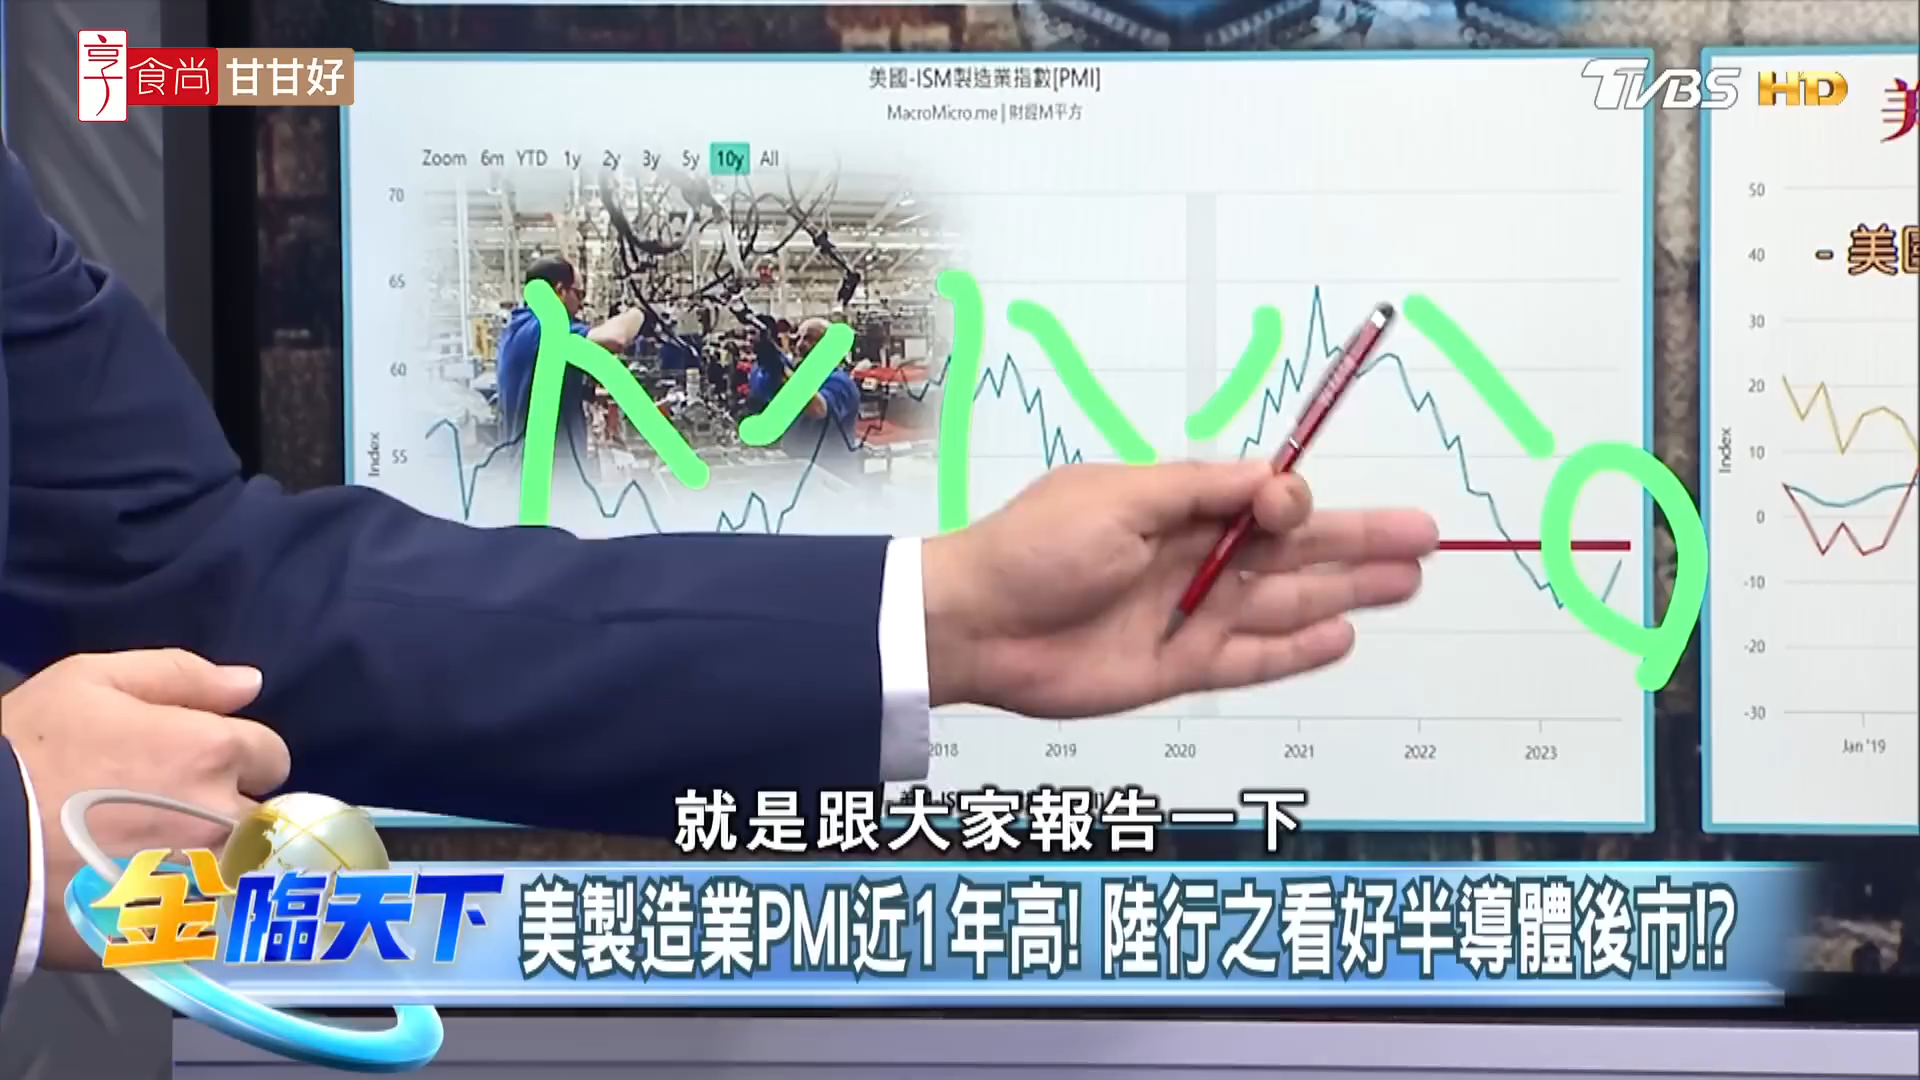 享食尚 甘甘好
TVBS HD
美國-ISM製造業指數[PMI]
MacroMicro.me | 財經M平方
Zoom 6m YTD 1y 2y 3y 5y 10y All
70
65
60
55
Index
2018 2019 2020 2021 2022 2023
美
- 美國
50
40
30
20
10
0
-10
-20
-30
Index
Jan '19
就是跟大家報告一下
金臨天下
美製造業PMI近1年高! 陸行之看好半導體後市!?